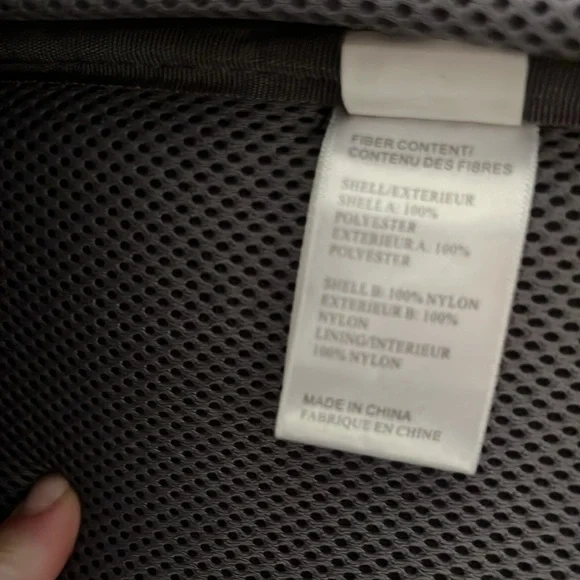 FIBER CONTENT/
CONTENU DES FIBRES
SHELL/EXTERIEUR
SHELL A: 100%
POLYESTER
EXTERIEUR A: 100%
POLYESTER
SHELL B: 100% NYLON
EXTERIEUR B: 100%
NYLON
LINING/INTERIEUR
100% NYLON
MADE IN CHINA
FABRIQUE EN CHINE